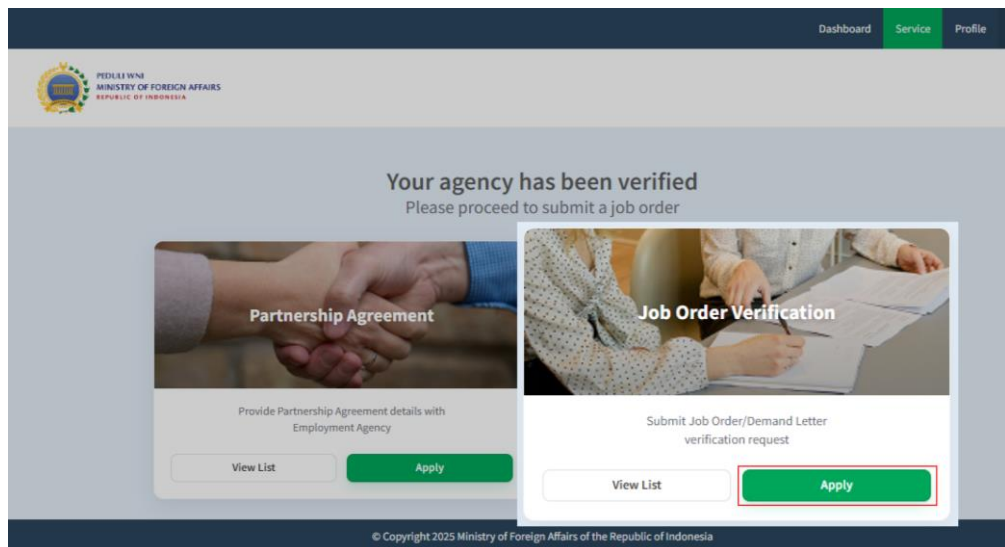 Dashboard
Service
Profile
PEDULI WNI
MINISTRY OF FOREIGN AFFAIRS
REPUBLIC OF INDONESIA
Your agency has been verified
Please proceed to submit a job order
Partnership Agreement
Provide Partnership Agreement details with
Employment Agency
View List
Apply
Job Order Verification
Submit Job Order/Demand Letter
verification request
View List
Apply
© Copyright 2025 Ministry of Foreign Affairs of the Republic of Indonesia